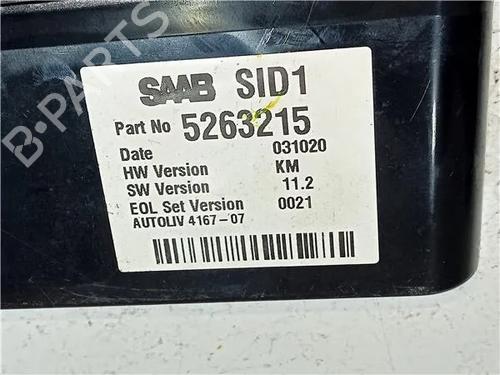 B-PARTS
SAAB SID1
Part No 5263215
Date 031020
HW Version KM
SW Version 11.2
EOL Set Version 0021
AUTOLIV 4167-07